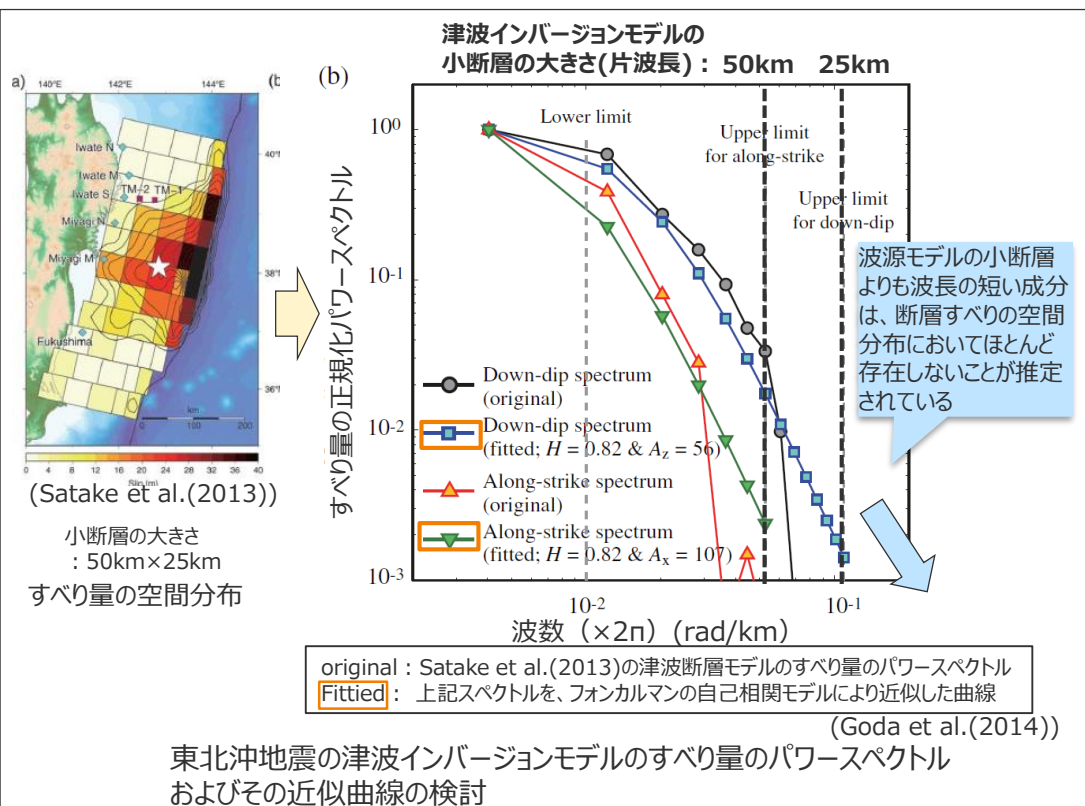 津波インバージョンモデルの
小断層の大きさ(片波長)： 50km 25km
a) 140°E 142°E 144°E (b
40°N
Iwate N
Iwate M
TM-2 TM-1
Iwate S
Miyagi N
Miyagi M
38°N
Fukushima
36°N
km
0 100 200
0 4 8 12 16 20 24 28 32 36 40
Slip (m)
(Satake et al.(2013))
小断層の大きさ
：50km×25km
すべり量の空間分布
(b)
すべり量の正規化パワースペクトル
10⁰
10⁻¹
10⁻²
10⁻³
Lower limit
Upper limit
for along-strike
Upper limit
for down-dip
Down-dip spectrum
(original)
Down-dip spectrum
(fitted; H = 0.82 & Az = 56)
Along-strike spectrum
(original)
Along-strike spectrum
(fitted; H = 0.82 & Ax = 107)
10⁻² 10⁻¹
波数（×2π）(rad/km)
波源モデルの小断層
よりも波長の短い成分
は、断層すべりの空間
分布においてほとんど
存在しないことが推定
されている
original：Satake et al.(2013)の津波断層モデルのすべり量のパワースペクトル
Fittied： 上記スペクトルを、フォンカルマンの自己相関モデルにより近似した曲線
(Goda et al.(2014))
東北沖地震の津波インバージョンモデルのすべり量のパワースペクトル
およびその近似曲線の検討